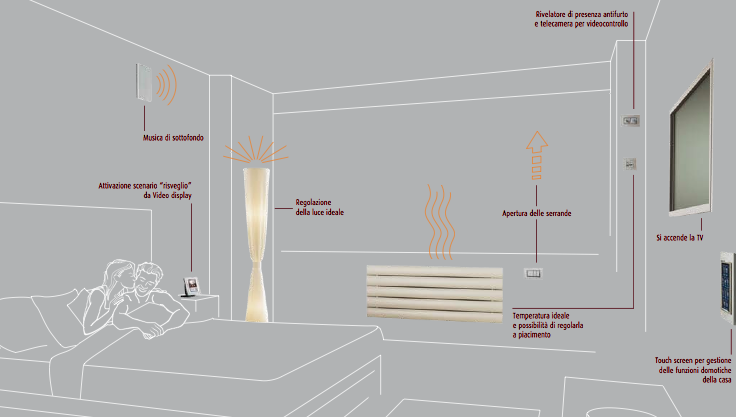 Rivelatore di presenza antifurto
e telecamera per videocontrollo
Musica di sottofondo
Attivazione scenario "risveglio"
da Video display
Regolazione
della luce ideale
Apertura delle serrande
Si accende la TV
Temperatura ideale
e possibilità di regolarla
a piacimento
Touch screen per gestione
delle funzioni domotiche
della casa